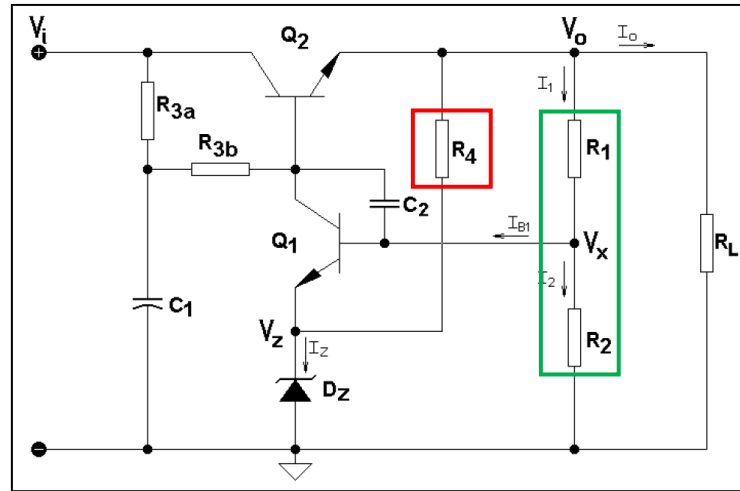 Vi
Q2
Vo
Io
I1
R3a
R3b
R4
R1
C2
Q1
IB1
Vx
RL
I2
C1
Vz
Iz
R2
Dz